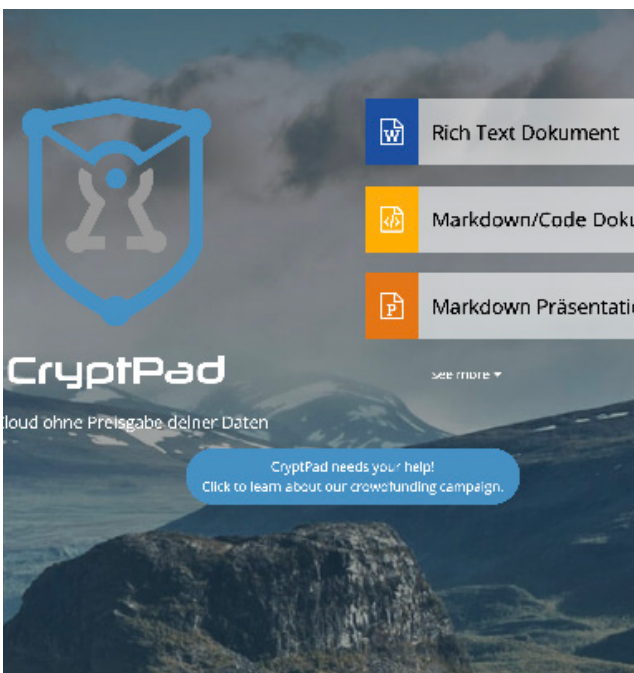 Rich Text Dokument
Markdown/Code Doku
Markdown Präsentatio
see more
CryptPad
Cloud ohne Preisgabe deiner Daten
CryptPad needs your help!
Click to learn about our crowdfunding campaign.